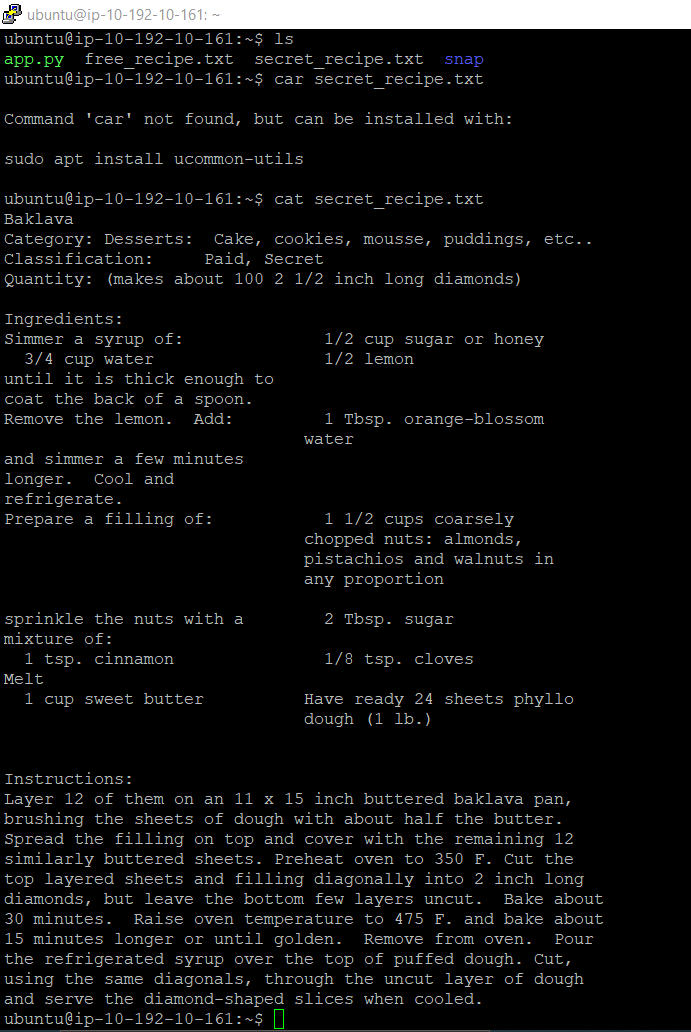 ubuntu@ip-10-192-10-161: ~
ubuntu@ip-10-192-10-161:~$ ls
app.py  free_recipe.txt  secret_recipe.txt  snap
ubuntu@ip-10-192-10-161:~$ car secret_recipe.txt
Command 'car' not found, but can be installed with:
sudo apt install ucommon-utils
ubuntu@ip-10-192-10-161:~$ cat secret_recipe.txt
Baklava
Category: Desserts:  Cake, cookies, mousse, puddings, etc..
Classification:     Paid, Secret
Quantity: (makes about 100 2 1/2 inch long diamonds)
Ingredients:
Simmer a syrup of:              1/2 cup sugar or honey
  3/4 cup water                 1/2 lemon
until it is thick enough to
coat the back of a spoon.
Remove the lemon.  Add:         1 Tbsp. orange-blossom
                              water
and simmer a few minutes
longer.  Cool and
refrigerate.
Prepare a filling of:           1 1/2 cups coarsely
                              chopped nuts: almonds,
                              pistachios and walnuts in
                              any proportion
sprinkle the nuts with a        2 Tbsp. sugar
mixture of:
  1 tsp. cinnamon               1/8 tsp. cloves
Melt
  1 cup sweet butter          Have ready 24 sheets phyllo
                              dough (1 lb.)
Instructions:
Layer 12 of them on an 11 x 15 inch buttered baklava pan,
brushing the sheets of dough with about half the butter.
Spread the filling on top and cover with the remaining 12
similarly buttered sheets. Preheat oven to 350 F. Cut the
top layered sheets and filling diagonally into 2 inch long
diamonds, but leave the bottom few layers uncut.  Bake about
30 minutes.  Raise oven temperature to 475 F. and bake about
15 minutes longer or until golden.  Remove from oven.  Pour
the refrigerated syrup over the top of puffed dough. Cut,
using the same diagonals, through the uncut layer of dough
and serve the diamond-shaped slices when cooled.
ubuntu@ip-10-192-10-161:~$